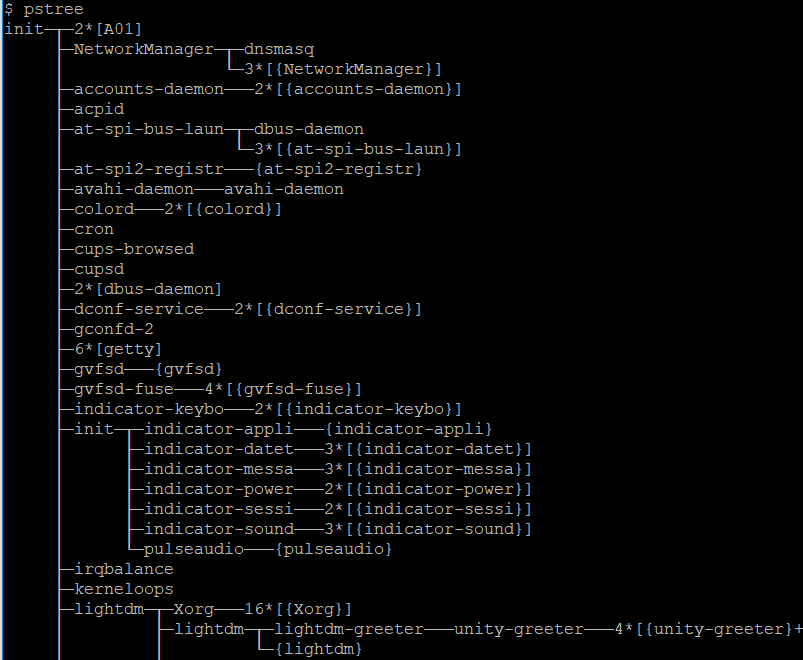 $ pstree
init─┬─2*[A01]
     ├─NetworkManager─┬─dnsmasq
     │                └─3*[{NetworkManager}]
     ├─accounts-daemon───2*[{accounts-daemon}]
     ├─acpid
     ├─at-spi-bus-laun─┬─dbus-daemon
     │                 └─3*[{at-spi-bus-laun}]
     ├─at-spi2-registr───{at-spi2-registr}
     ├─avahi-daemon───avahi-daemon
     ├─colord───2*[{colord}]
     ├─cron
     ├─cups-browsed
     ├─cupsd
     ├─2*[dbus-daemon]
     ├─dconf-service───2*[{dconf-service}]
     ├─gconfd-2
     ├─6*[getty]
     ├─gvfsd───{gvfsd}
     ├─gvfsd-fuse───4*[{gvfsd-fuse}]
     ├─indicator-keybo───2*[{indicator-keybo}]
     ├─init─┬─indicator-appli───{indicator-appli}
     │      ├─indicator-datet───3*[{indicator-datet}]
     │      ├─indicator-messa───3*[{indicator-messa}]
     │      ├─indicator-power───2*[{indicator-power}]
     │      ├─indicator-sessi───2*[{indicator-sessi}]
     │      ├─indicator-sound───3*[{indicator-sound}]
     │      └─pulseaudio───{pulseaudio}
     ├─irqbalance
     ├─kerneloops
     ├─lightdm─┬─Xorg───16*[{Xorg}]
     │         ├─lightdm─┬─lightdm-greeter───unity-greeter───4*[{unity-greeter}+
     │         │         └─{lightdm}